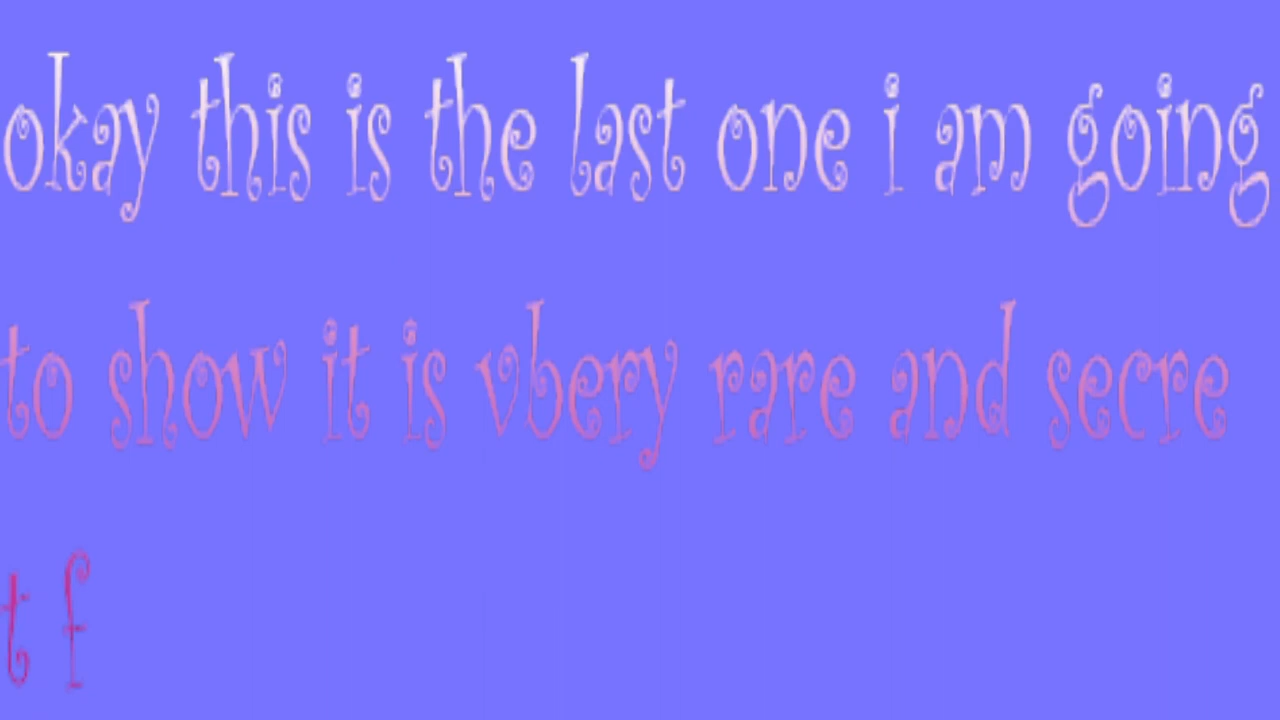 okay this is the last one i am going
to show it is vbery rare and secre
t f